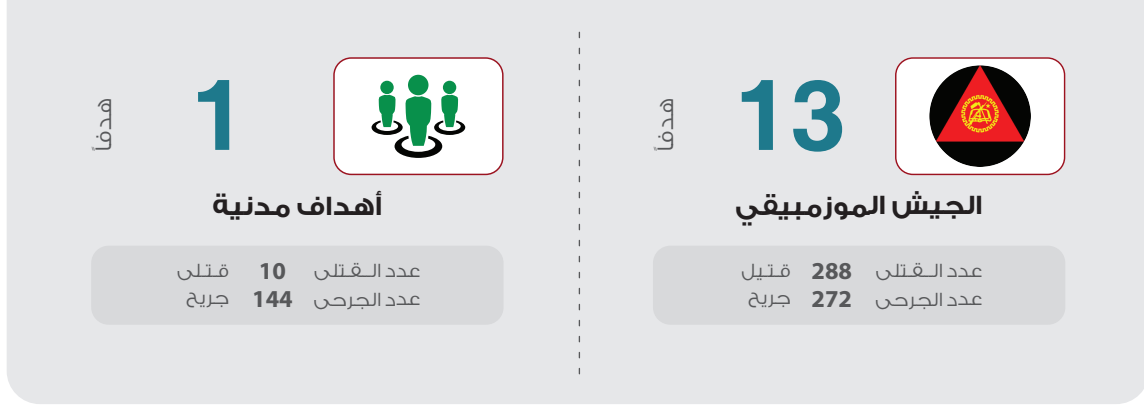 13
هدفاً
الجيش الموزمبيقي
عدد القتلى 288 قتيل
عدد الجرحى 272 جريح
1
هدفاً
أهداف مدنية
عدد القتلى 10 قتلى
عدد الجرحى 144 جريح